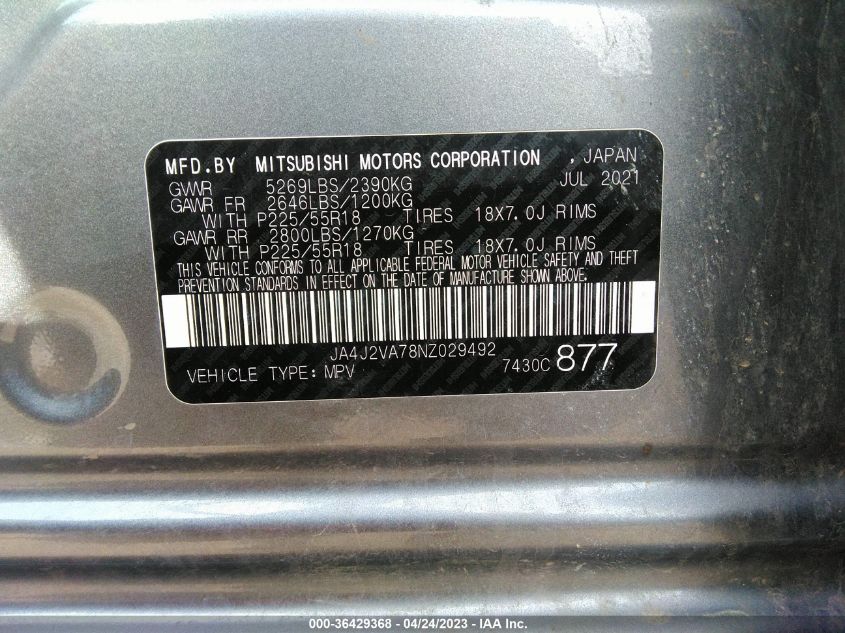 MFD.BY MITSUBISHI MOTORS CORPORATION , JAPAN
GVWR 5269LBS/2390KG JUL 2021
GAWR FR 2646LBS/1200KG
WITH P225/55R18 TIRES 18X7.0J RIMS
GAWR RR 2800LBS/1270KG
WITH P225/55R18 TIRES 18X7.0J RIMS
THIS VEHICLE CONFORMS TO ALL APPLICABLE FEDERAL MOTOR VEHICLE SAFETY AND THEFT
PREVENTION STANDARDS IN EFFECT ON THE DATE OF MANUFACTURE SHOWN ABOVE.
JA4J2VA78NZ029492
VEHICLE TYPE: MPV 7430C 877
000-36429368 - 04/24/2023 - IAA Inc.